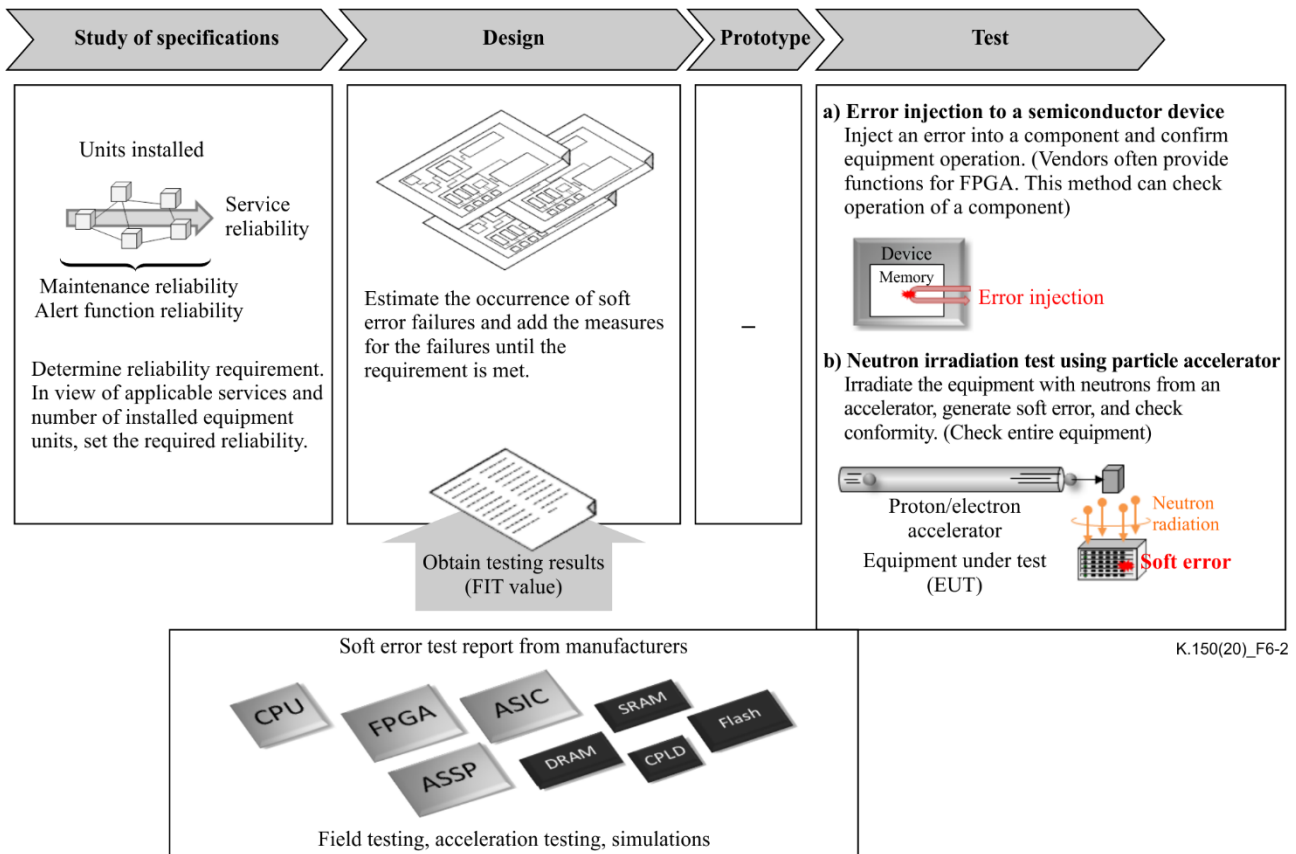 Study of specifications
Design
Prototype
Test
Units installed
Service
reliability
Maintenance reliability
Alert function reliability
Determine reliability requirement.
In view of applicable services and
number of installed equipment
units, set the required reliability.
Estimate the occurrence of soft
error failures and add the measures
for the failures until the
requirement is met.
Obtain testing results
(FIT value)
–
a) Error injection to a semiconductor device
Inject an error into a component and confirm
equipment operation. (Vendors often provide
functions for FPGA. This method can check
operation of a component)
Device
Memory
Error injection
b) Neutron irradiation test using particle accelerator
Irradiate the equipment with neutrons from an
accelerator, generate soft error, and check
conformity. (Check entire equipment)
Proton/electron
accelerator
Neutron
radiation
Equipment under test
(EUT)
Soft error
K.150(20)_F6-2
Soft error test report from manufacturers
CPU
FPGA
ASIC
SRAM
Flash
ASSP
DRAM
CPLD
Field testing, acceleration testing, simulations